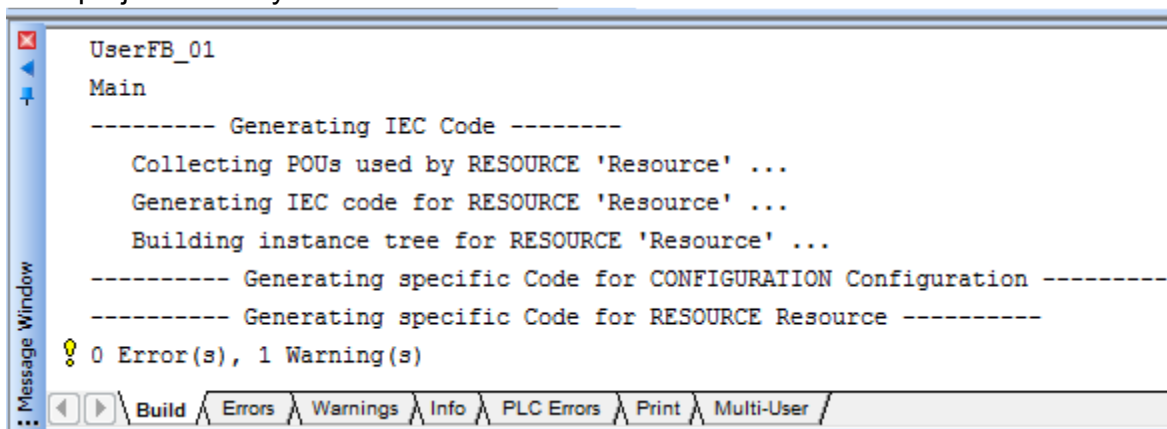 UserFB_01
Main
--------- Generating IEC Code --------
Collecting POUs used by RESOURCE 'Resource' ...
Generating IEC code for RESOURCE 'Resource' ...
Building instance tree for RESOURCE 'Resource' ...
---------- Generating specific Code for CONFIGURATION Configuration ---------
---------- Generating specific Code for RESOURCE Resource ----------
0 Error(s), 1 Warning(s)
Message Window
Build Errors Warnings Info PLC Errors Print Multi-User